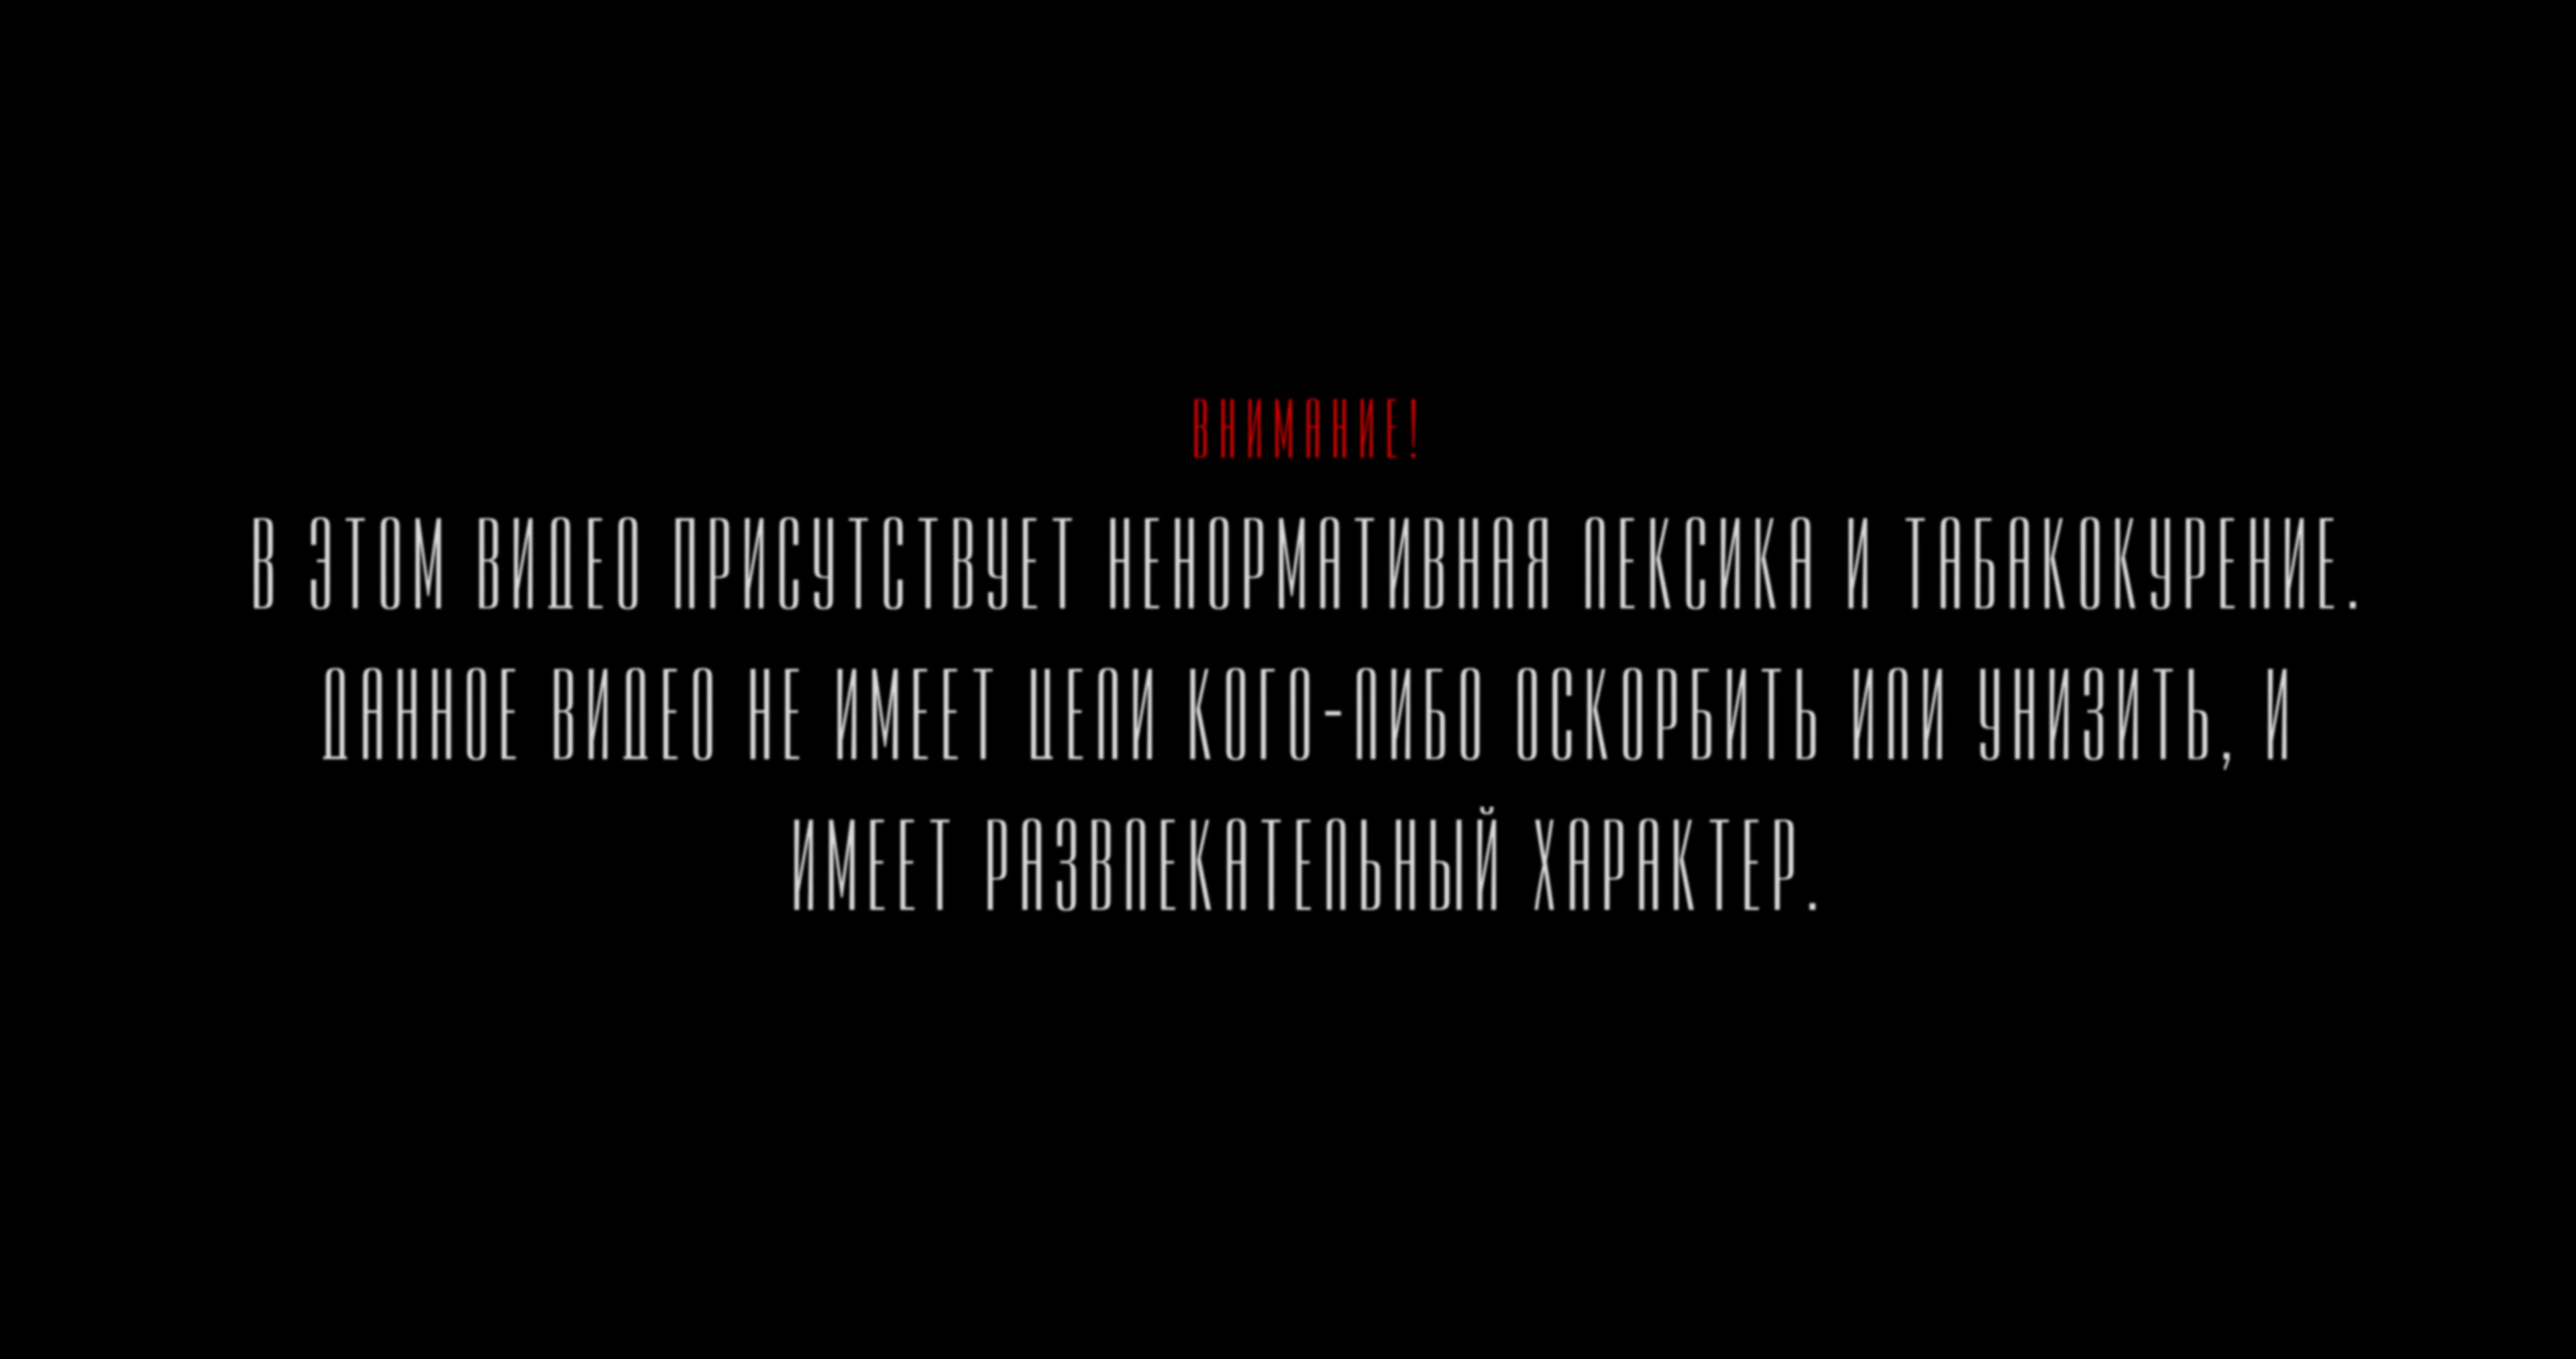 ВНИМАНИЕ!
В ЭТОМ ВИДЕО ПРИСУТСТВУЕТ НЕНОРМАТИВНАЯ ЛЕКСИКА И ТАБАКОКУРЕНИЕ.
ДАННОЕ ВИДЕО НЕ ИМЕЕТ ЦЕЛИ КОГО-ЛИБО ОСКОРБИТЬ ИЛИ УНИЗИТЬ, И
ИМЕЕТ РАЗВЛЕКАТЕЛЬНЫЙ ХАРАКТЕР.